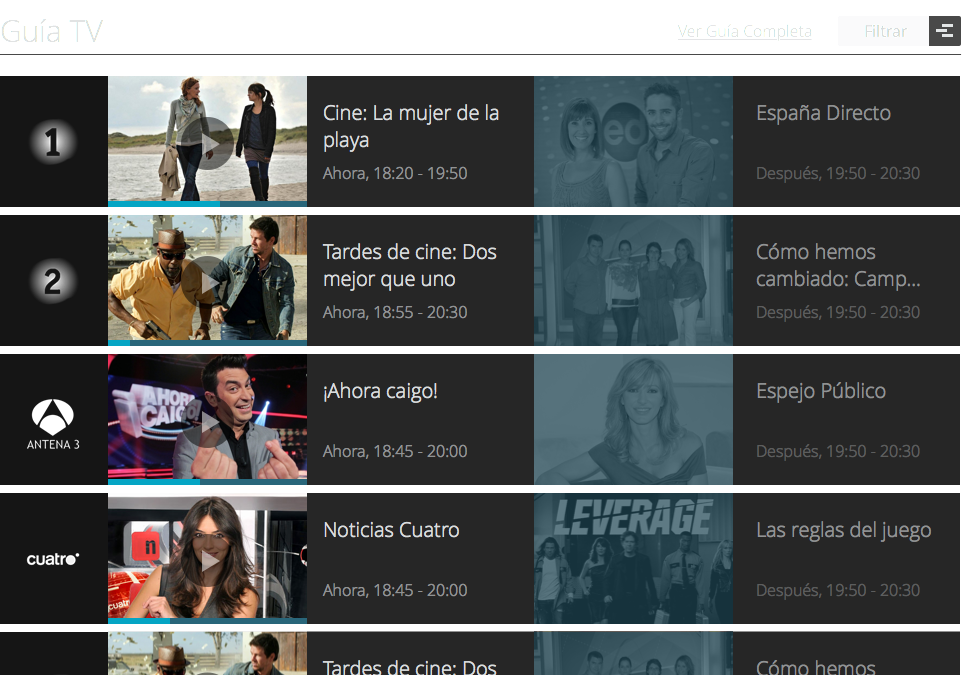 Guía TV
Ver Guía Completa
Filtrar
1
Cine: La mujer de la
playa
Ahora, 18:20 - 19:50
eo
España Directo
Después, 19:50 - 20:30
2
Tardes de cine: Dos
mejor que uno
Ahora, 18:55 - 20:30
Cómo hemos
cambiado: Camp...
Después, 19:50 - 20:30
ANTENA 3
AHORA
CAIGO!
¡Ahora caigo!
Ahora, 18:45 - 20:00
Espejo Público
Después, 19:50 - 20:30
cuatro
n
cuatro
Noticias Cuatro
Ahora, 18:45 - 20:00
LEVERAGE
Las reglas del juego
Después, 19:50 - 20:30
Tardes de cine: Dos
Cómo hemos